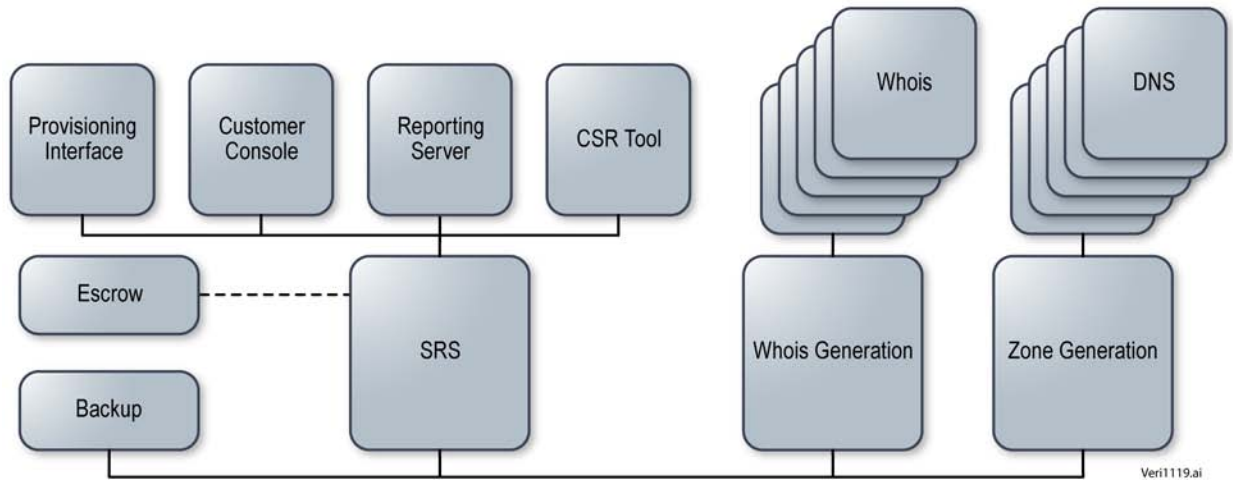 Provisioning
Interface
Customer
Console
Reporting
Server
CSR Tool
Whois
DNS
Escrow
SRS
Whois Generation
Zone Generation
Backup
Veri1119.ai